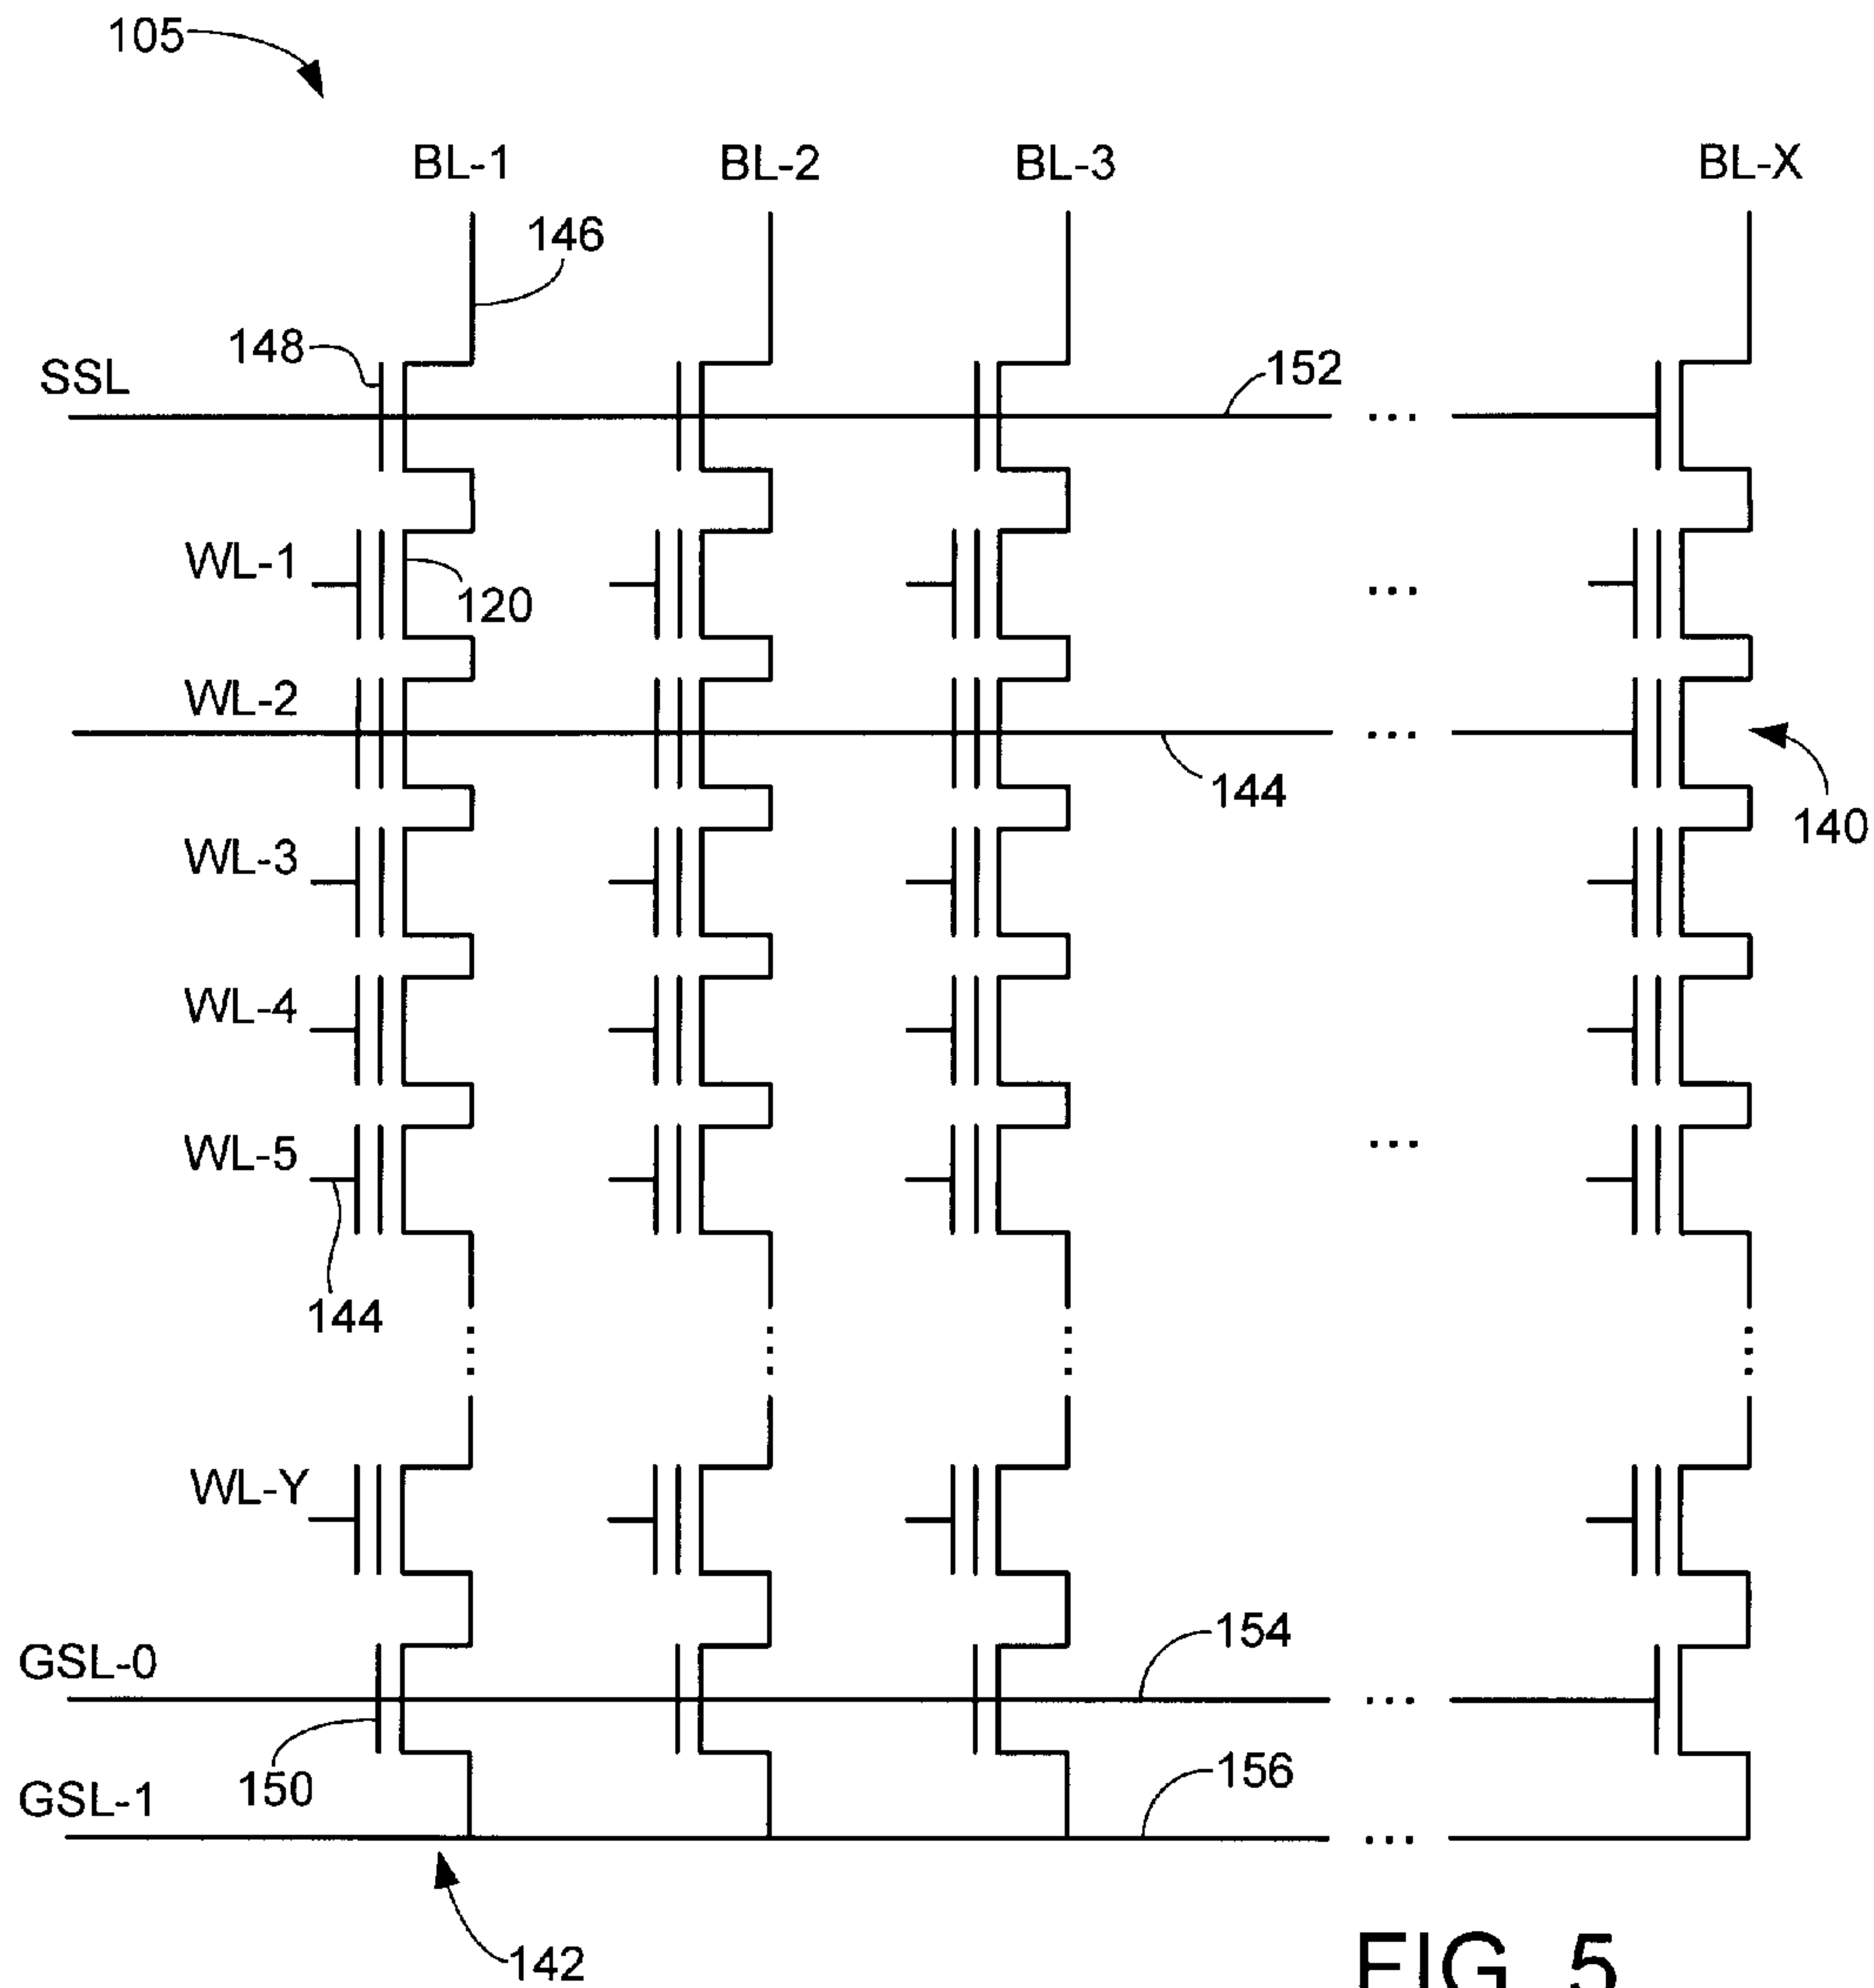 105
BL-1 BL-2 BL-3 BL-X
146
148
SSL
152
...
WL-1
120
...
WL-2
144
...
140
WL-3
WL-4
WL-5
...
144
WL-Y
GSL-0
154
...
150
GSL-1
156
...
142
FIG. 5